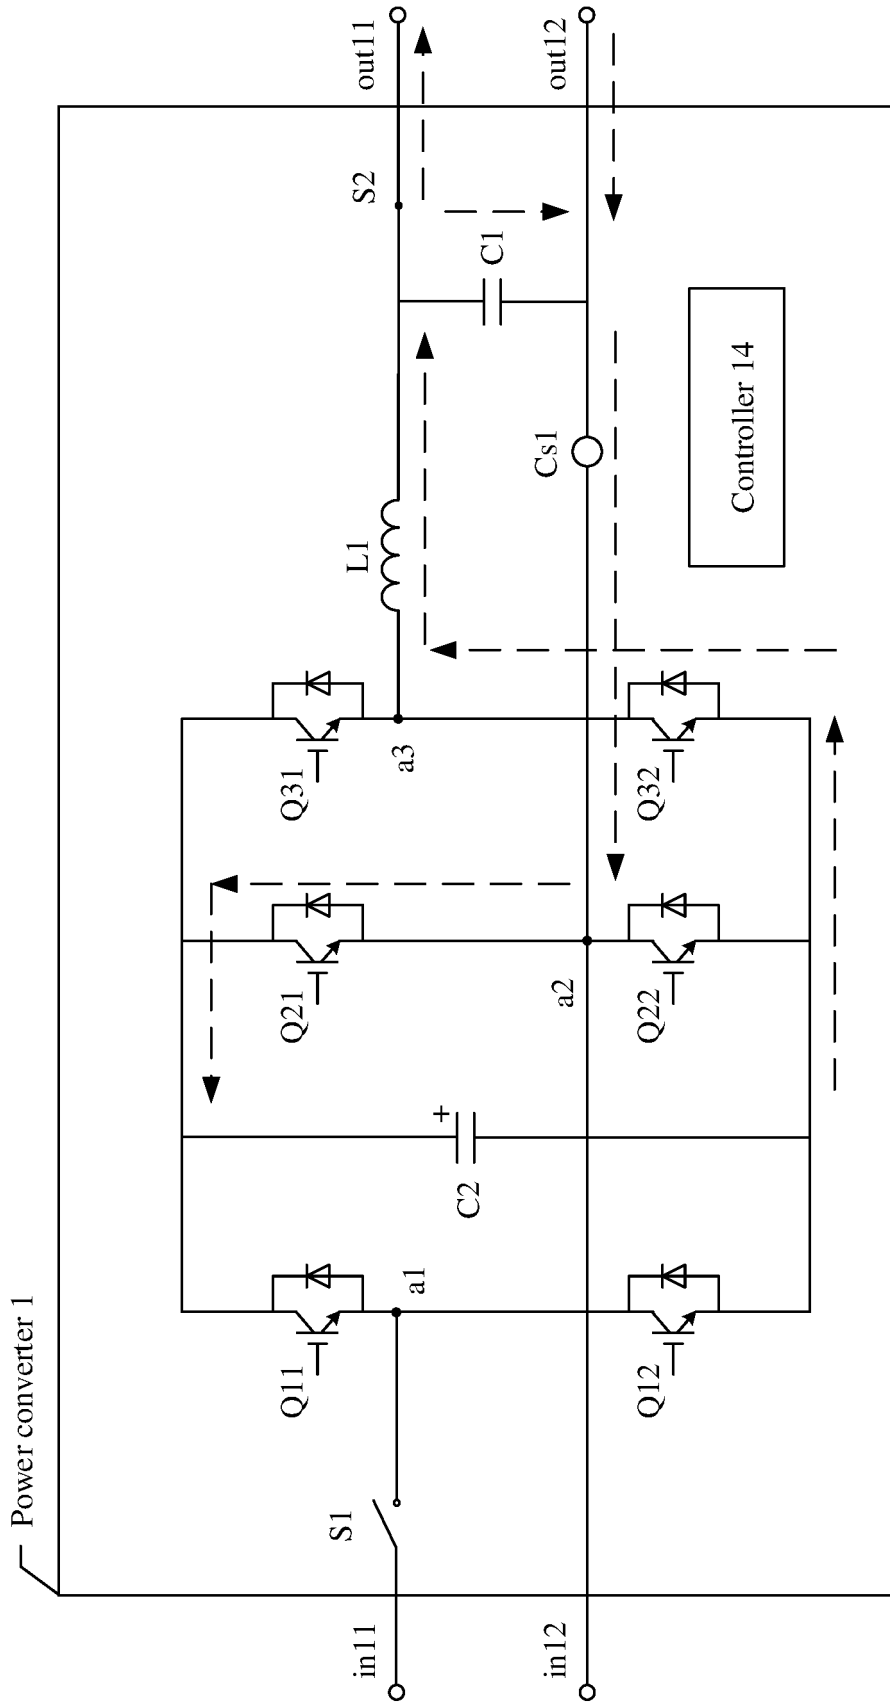 Power converter 1
in11
in12
S1
Q11
a1
Q12
C2
+
Q21
a2
Q22
Q31
a3
Q32
L1
Cs1
C1
S2
Controller 14
out11
out12